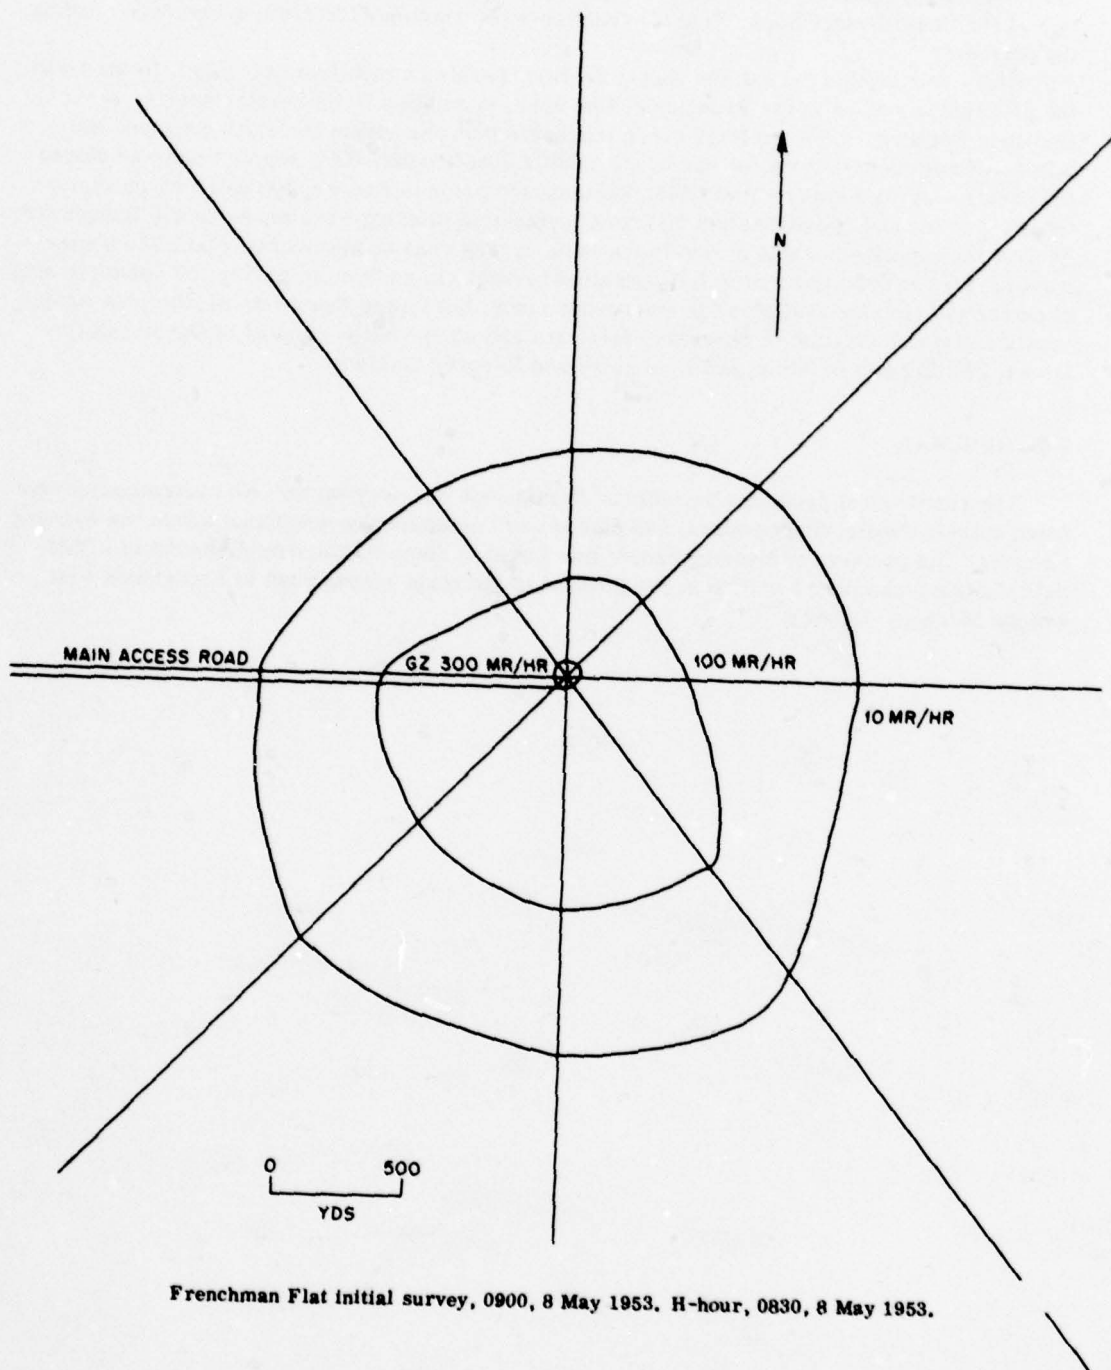 N
MAIN ACCESS ROAD
GZ 300 MR/HR
100 MR/HR
10 MR/HR
0 500
YDS
Frenchman Flat initial survey, 0900, 8 May 1953. H-hour, 0830, 8 May 1953.